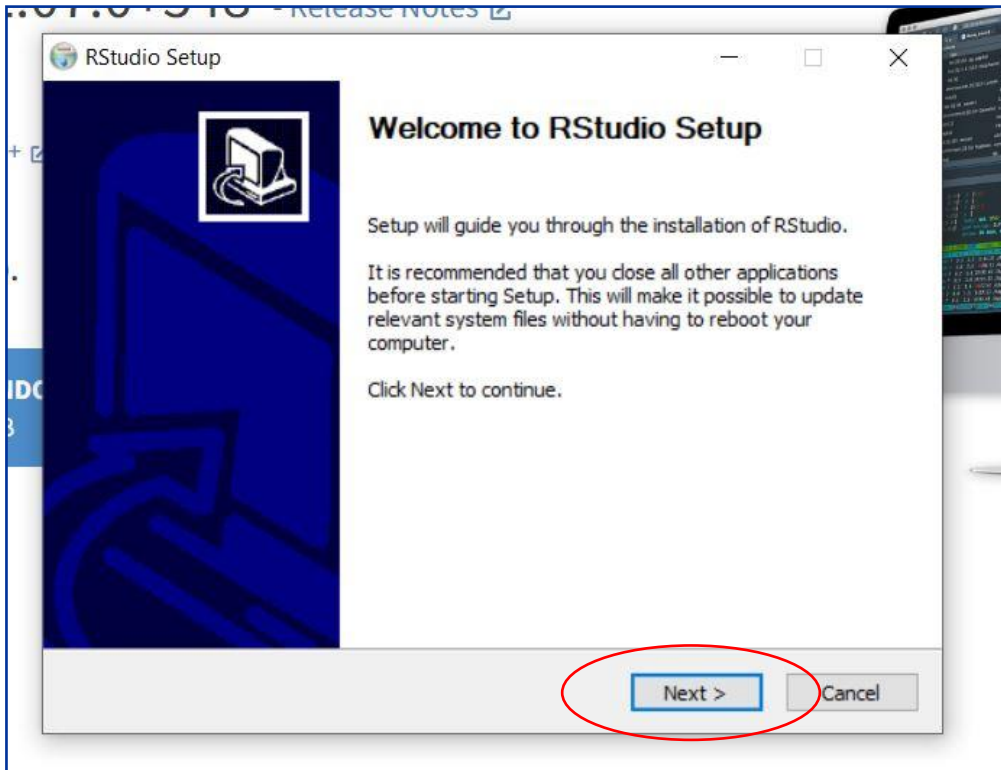 - Release Notes
RStudio Setup
Welcome to RStudio Setup
Setup will guide you through the installation of RStudio.
It is recommended that you close all other applications
before starting Setup. This will make it possible to update
relevant system files without having to reboot your
computer.
Click Next to continue.
Next >
Cancel